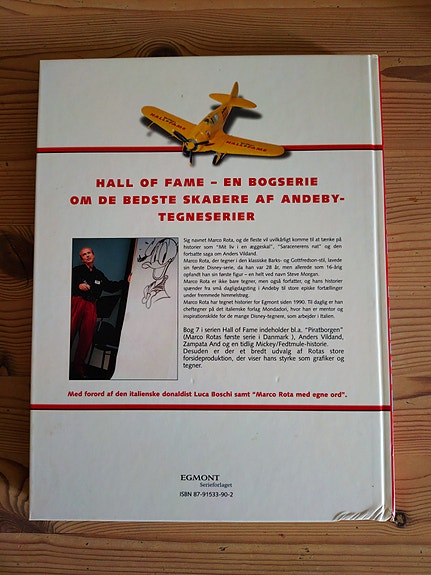 HALL OF FAME
HALL OF FAME – EN BOGSERIE
OM DE BEDSTE SKABERE AF ANDEBY-
TEGNESERIER
Sig navnet Marco Rota, og de fleste vil uvilkårligt komme til at tænke på
historier som "Mit liv i en æggeskal", "Saracenerens nat" og den
fortsatte saga om Anders Vildand.
Marco Rota, der tegner i den klassiske Barks- og Gottfredson-stil, lavede
sin første Disney-serie, da han var 28 år, men allerede som 16-årig
opfandt han sin første figur – en helt ved navn Steve Morgan.
Marco Rota er ikke bare tegner, men også forfatter, og hans historier
spænder fra små dagligdagsting i Andeby til store episke fortællinger
under fremmede himmelstrøg.
Marco Rota har tegnet historier for Egmont siden 1990. Til daglig er han
cheftegner på det italienske forlag Mondadori, hvor han er mentor og
inspirationskilde for de mange Disney-tegnere, som arbejder i Italien.
Bog 7 i serien Hall of Fame indeholder bl.a. "Piratborgen"
(Marco Rotas første serie i Danmark ), Anders Vildand,
Zampata And og en tidlig Mickey/Fedtmule-historie.
Desuden er der et bredt udvalg af Rotas store
forsideproduktion, der viser hans styrke som grafiker og
tegner.
Med forord af den italienske donaldist Luca Boschi samt "Marco Rota med egne ord".
EGMONT
Serieforlaget
ISBN 87-91533-90-2